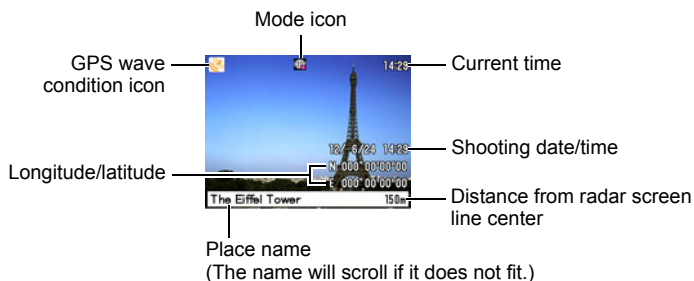 Mode icon
GPS wave
condition icon
14:29
Current time
12/ 6/24 14:29
Shooting date/time
Longitude/latitude
N 000°00'00"00
E 000°00'00"00
The Eiffel Tower
150m
Distance from radar screen
line center
Place name
(The name will scroll if it does not fit.)